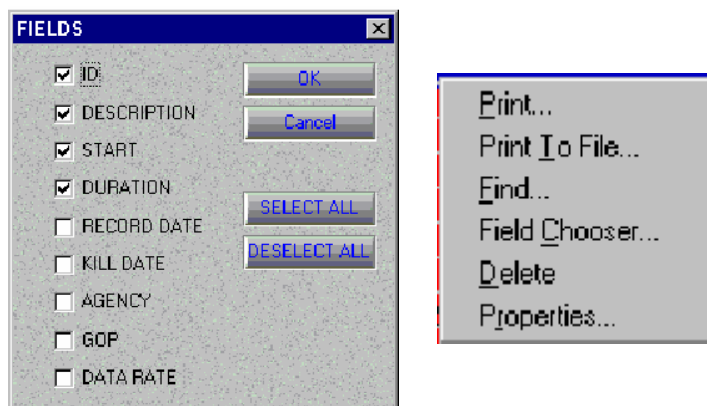 FIELDS
ID
DESCRIPTION
START
DURATION
RECORD DATE
KILL DATE
AGENCY
GOP
DATA RATE
OK
Cancel
SELECT ALL
DESELECT ALL
Print...
Print To File...
Find...
Field Chooser...
Delete
Properties...